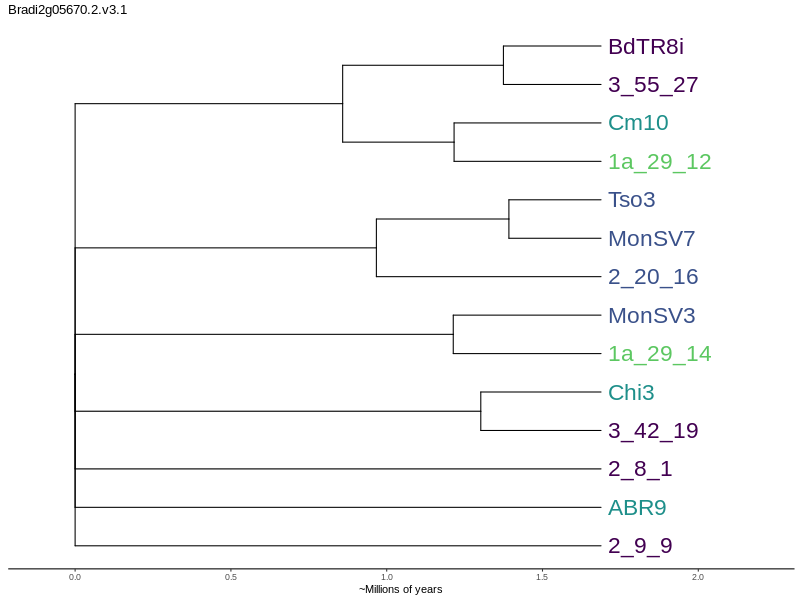 Bradi2g05670.2.v3.1
BdTR8i
3_55_27
Cm10
1a_29_12
Tso3
MonSV7
2_20_16
MonSV3
1a_29_14
Chi3
3_42_19
2_8_1
ABR9
2_9_9
0.0 0.5 1.0 1.5 2.0
~Millions of years